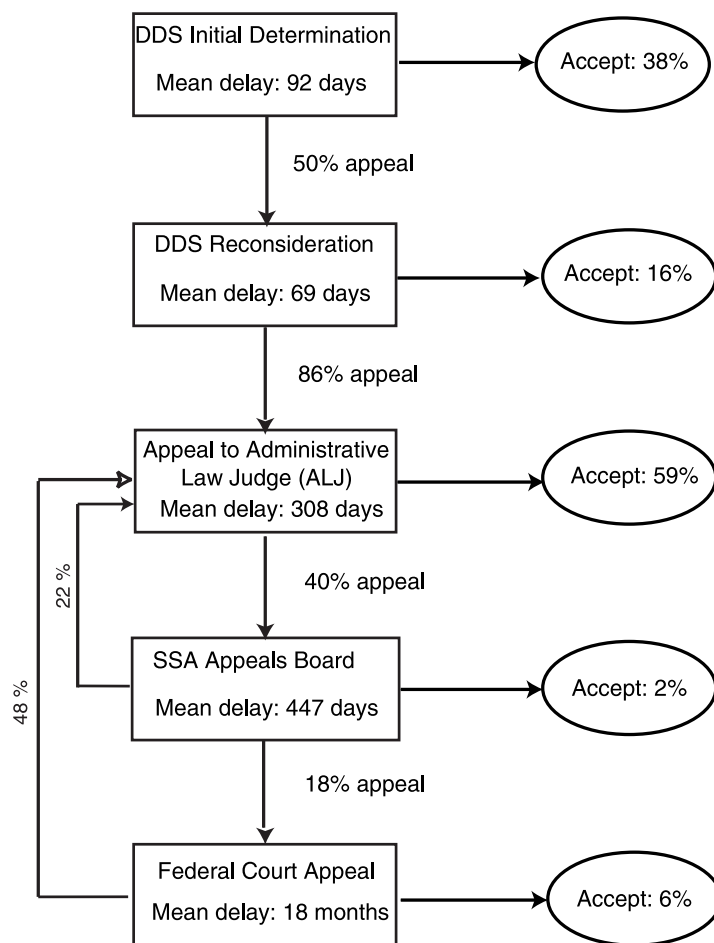 DDS Initial Determination
Mean delay: 92 days
Accept: 38%
50% appeal
DDS Reconsideration
Mean delay: 69 days
Accept: 16%
86% appeal
Appeal to Administrative
Law Judge (ALJ)
Mean delay: 308 days
Accept: 59%
40% appeal
22 %
SSA Appeals Board
Mean delay: 447 days
Accept: 2%
48 %
18% appeal
Federal Court Appeal
Mean delay: 18 months
Accept: 6%